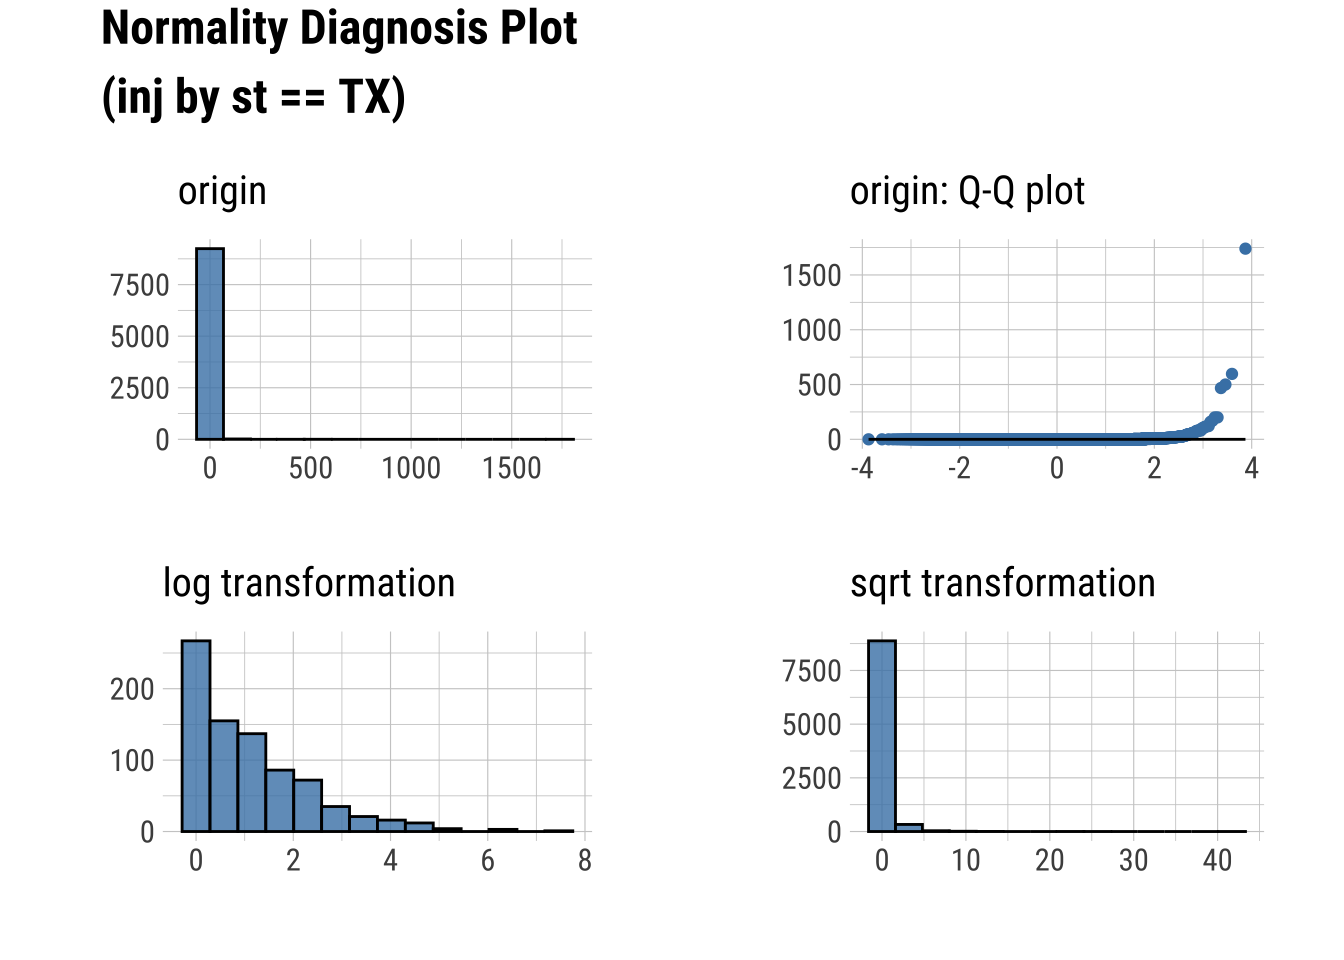 Normality Diagnosis Plot
(inj by st == TX)
origin
7500
5000
2500
0
0 500 1000 1500
origin: Q-Q plot
1500
1000
500
0
-4 -2 0 2 4
log transformation
200
100
0
0 2 4 6 8
sqrt transformation
7500
5000
2500
0
0 10 20 30 40